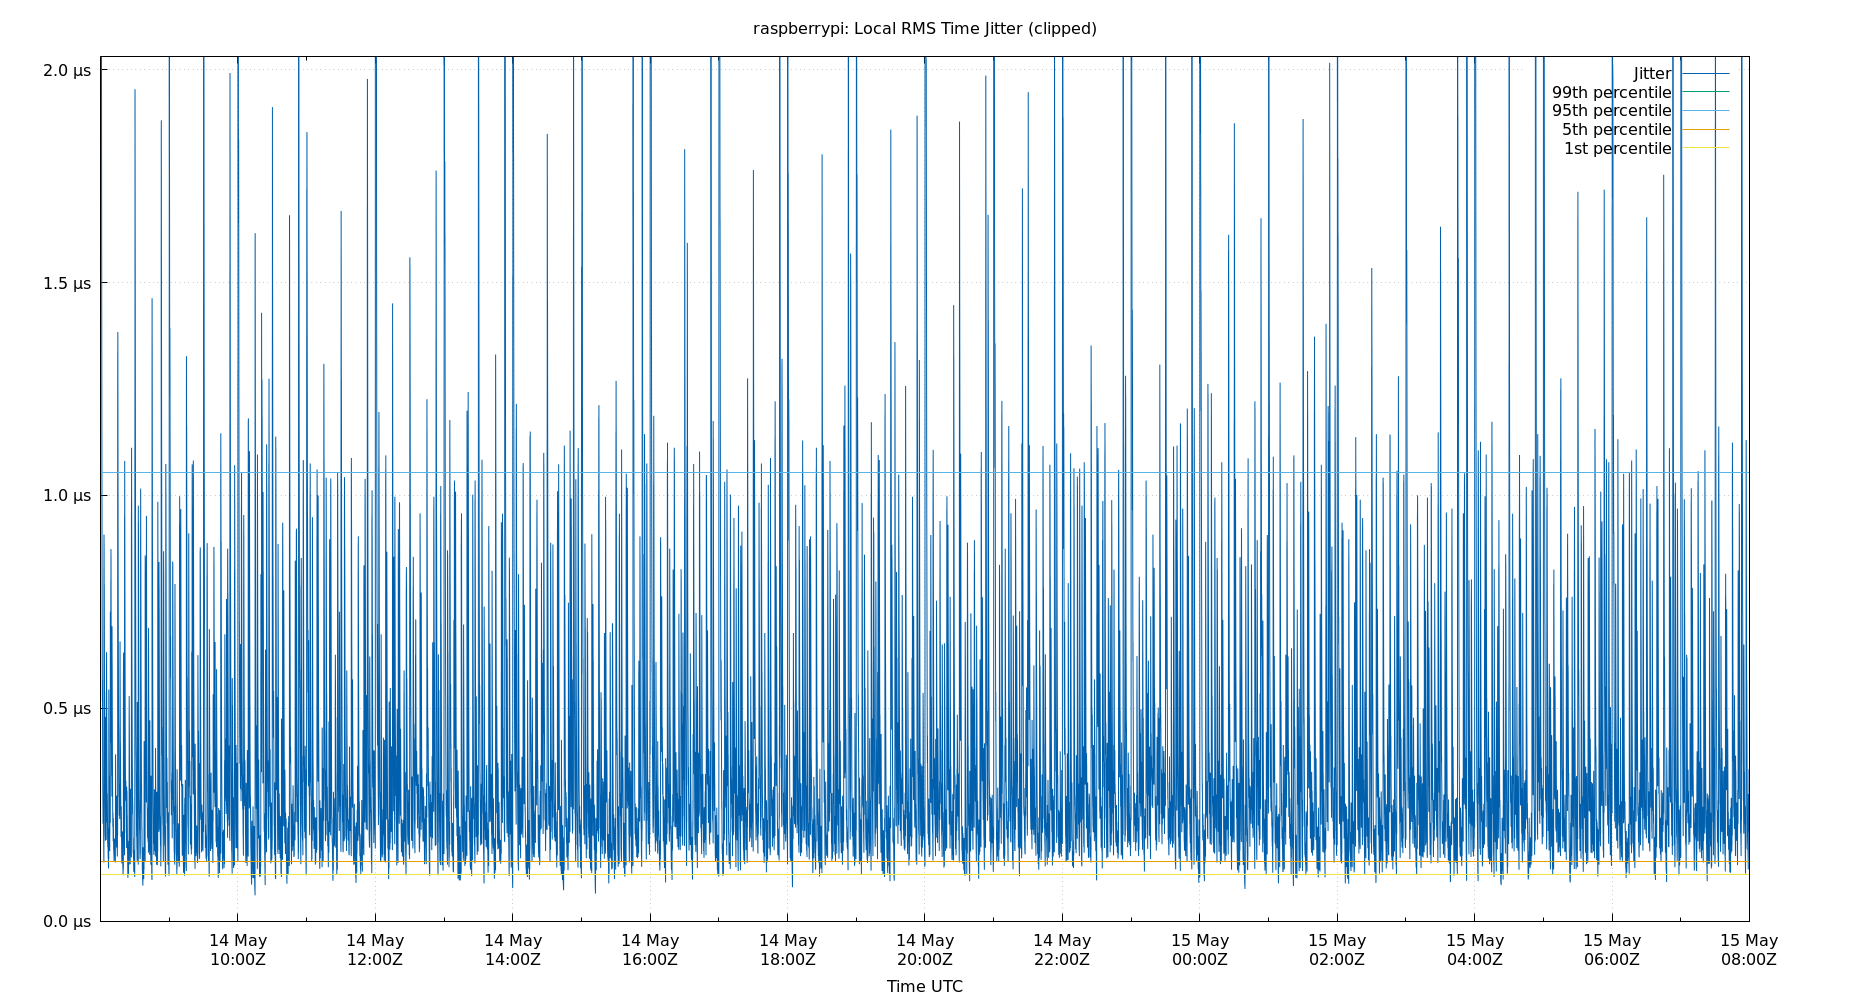 raspberrypi: Local RMS Time Jitter (clipped)
2.0 µs
1.5 µs
1.0 µs
0.5 µs
0.0 µs
Jitter
99th percentile
95th percentile
5th percentile
1st percentile
14 May 14 May 14 May 14 May 14 May 14 May 14 May 15 May 15 May 15 May 15 May 15 May
10:00Z 12:00Z 14:00Z 16:00Z 18:00Z 20:00Z 22:00Z 00:00Z 02:00Z 04:00Z 06:00Z 08:00Z
Time UTC